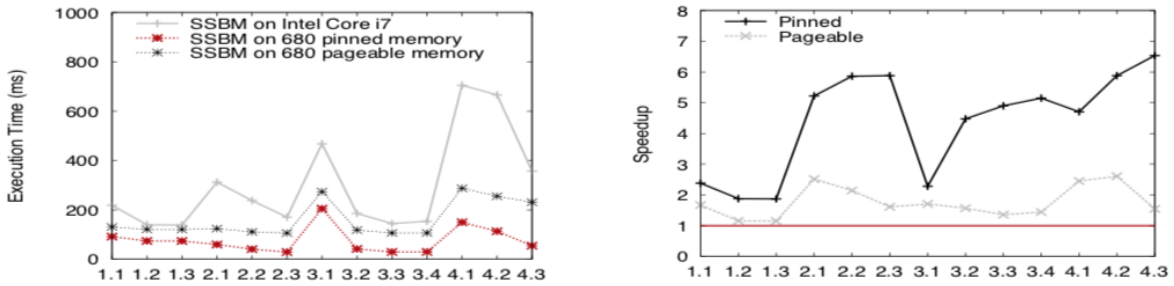 Execution Time (ms)
1000
800
600
400
200
0
SSBM on Intel Core i7
SSBM on 680 pinned memory
SSBM on 680 pageable memory
1.1 1.2 1.3 2.1 2.2 2.3 3.1 3.2 3.3 3.4 4.1 4.2 4.3
Speedup
8
7
6
5
4
3
2
1
0
Pinned
Pageable
1.1 1.2 1.3 2.1 2.2 2.3 3.1 3.2 3.3 3.4 4.1 4.2 4.3